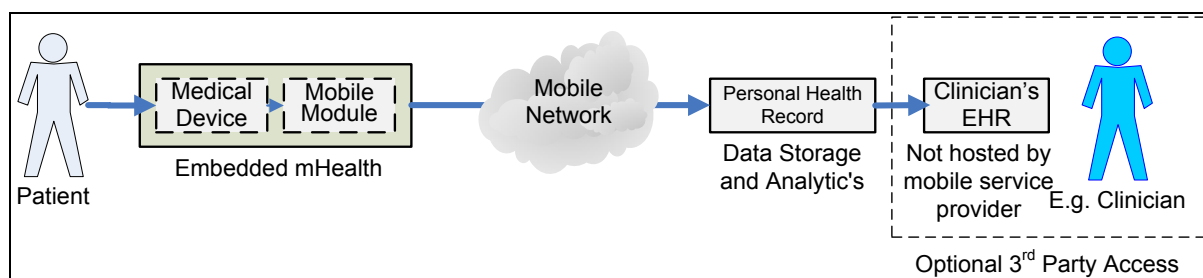 Patient
Medical
Device
Mobile
Module
Embedded mHealth
Mobile
Network
Personal Health
Record
Data Storage
and Analytic's
Clinician's
EHR
Not hosted by
mobile service
provider
E.g. Clinician
Optional 3rd Party Access